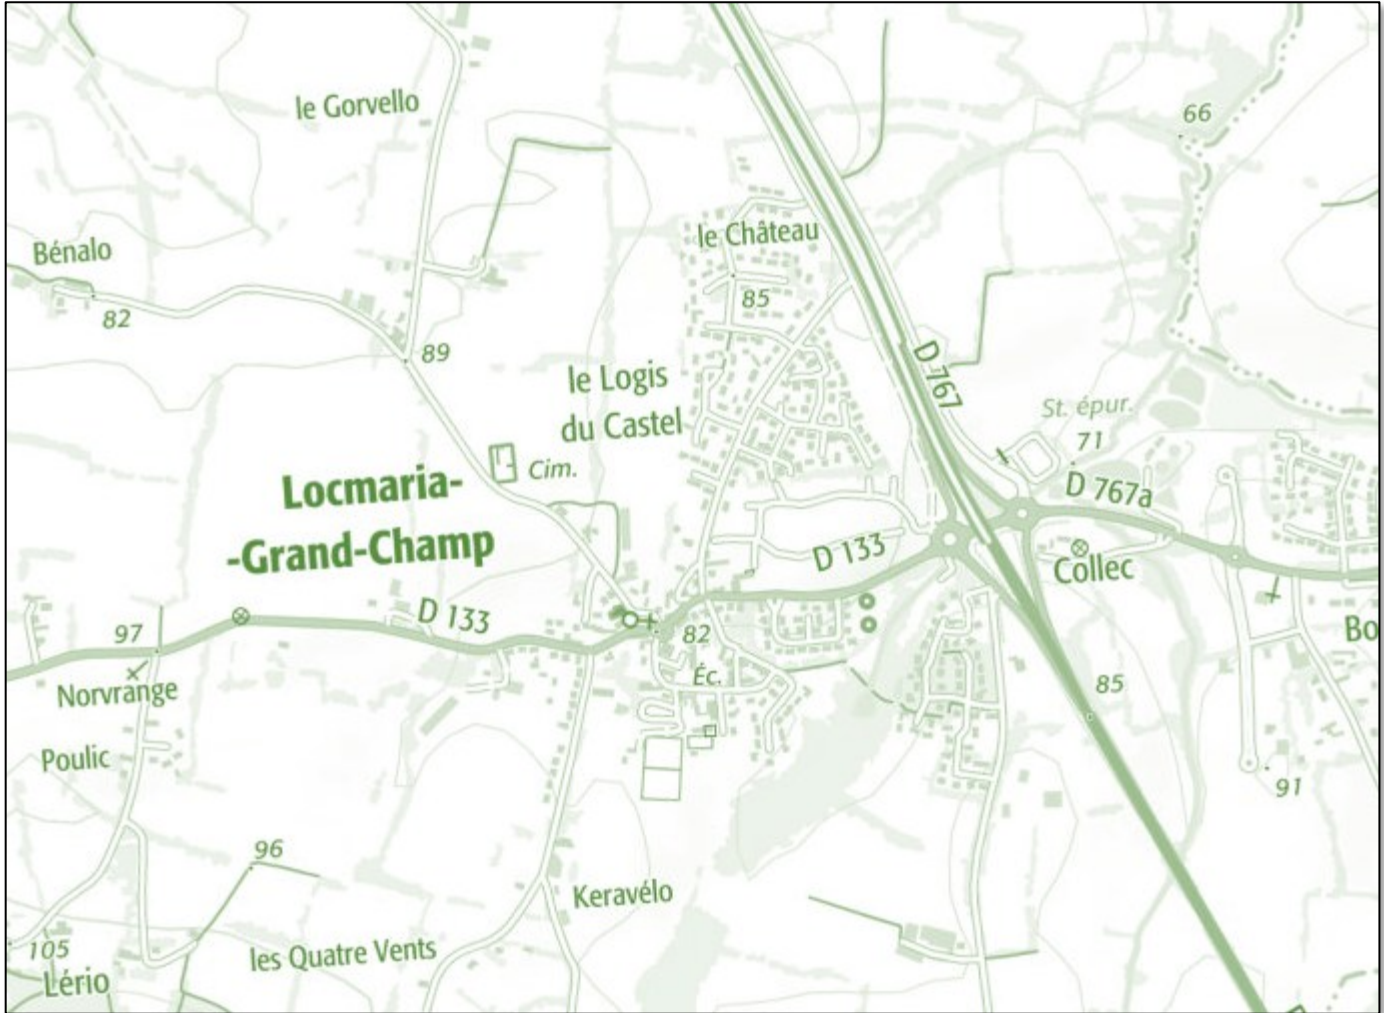 le Gorvello
66
Bénalo
le Château
82
85
89
D 767
le Logis
du Castel
St. épur.
71
Cim.
Locmaria-
-Grand-Champ
D 767a
D 133
Collec
D 133
97
82
Bo
Norvrange
Éc.
85
Poulic
91
96
Keravélo
105
les Quatre Vents
Lério